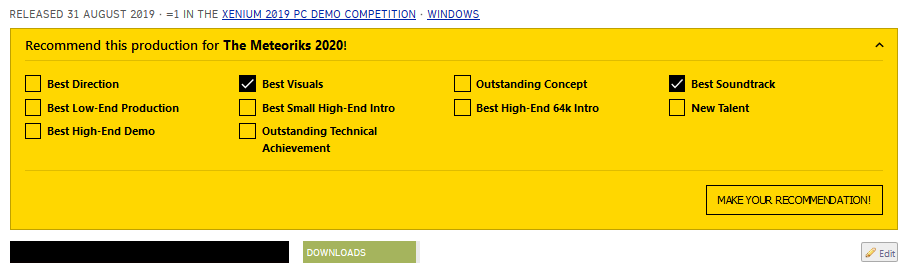 RELEASED 31 AUGUST 2019 · =1 IN THE XENIUM 2019 PC DEMO COMPETITION · WINDOWS
Recommend this production for The Meteoriks 2020!
Best Direction Best Visuals Outstanding Concept Best Soundtrack
Best Low-End Production Best Small High-End Intro Best High-End 64k Intro New Talent
Best High-End Demo Outstanding Technical
Achievement
MAKE YOUR RECOMMENDATION!
DOWNLOADS Edit